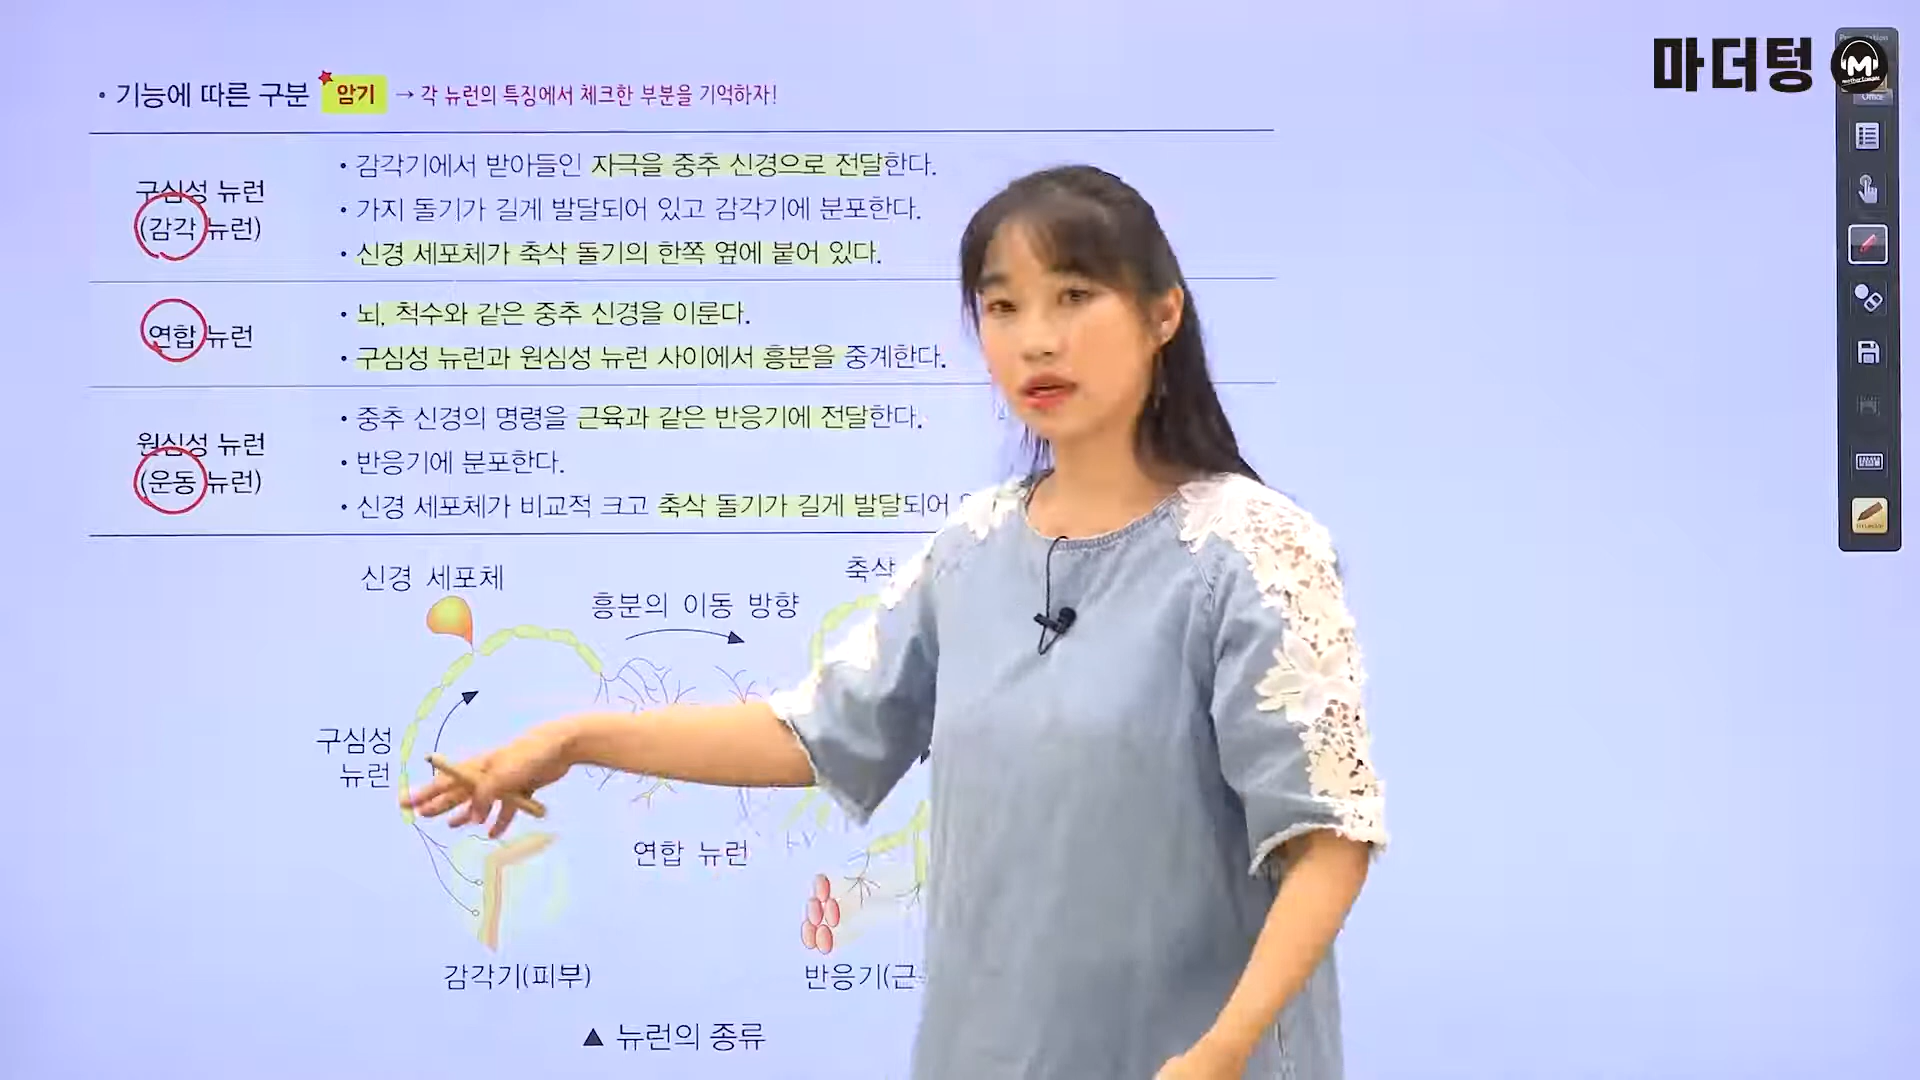 마더텅
• 기능에 따른 구분 암기 → 각 뉴런의 특징에서 체크한 부분을 기억하자!
구심성 뉴런
(감각 뉴런)
• 감각기에서 받아들인 자극을 중추 신경으로 전달한다.
• 가지 돌기가 길게 발달되어 있고 감각기에 분포한다.
• 신경 세포체가 축삭 돌기의 한쪽 옆에 붙어 있다.
연합 뉴런
• 뇌, 척수와 같은 중추 신경을 이룬다.
• 구심성 뉴런과 원심성 뉴런 사이에서 흥분을 중계한다.
원심성 뉴런
(운동 뉴런)
• 중추 신경의 명령을 근육과 같은 반응기에 전달한다.
• 반응기에 분포한다.
• 신경 세포체가 비교적 크고 축삭 돌기가 길게 발달되어
신경 세포체
축삭
흥분의 이동 방향
구심성
뉴런
연합 뉴런
감각기(피부)
반응기(근
▲ 뉴런의 종류